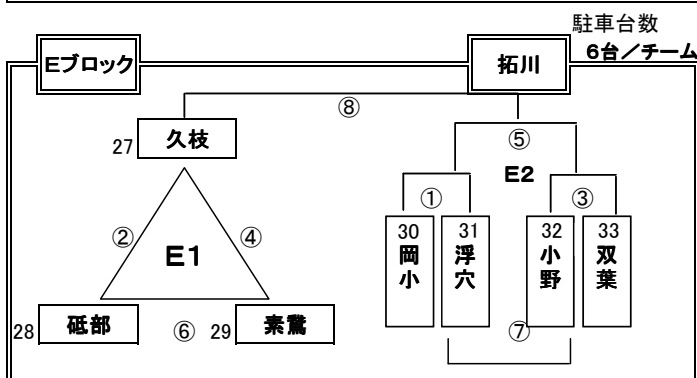 駐車台数
Eブロック
拓川
6台/チーム
⑧
27
久枝
⑤
E2
①
③
②
E1
④
30
岡小
31
浮穴
32
小野
33
双葉
28
砥部
⑥
29
素鵞
⑦